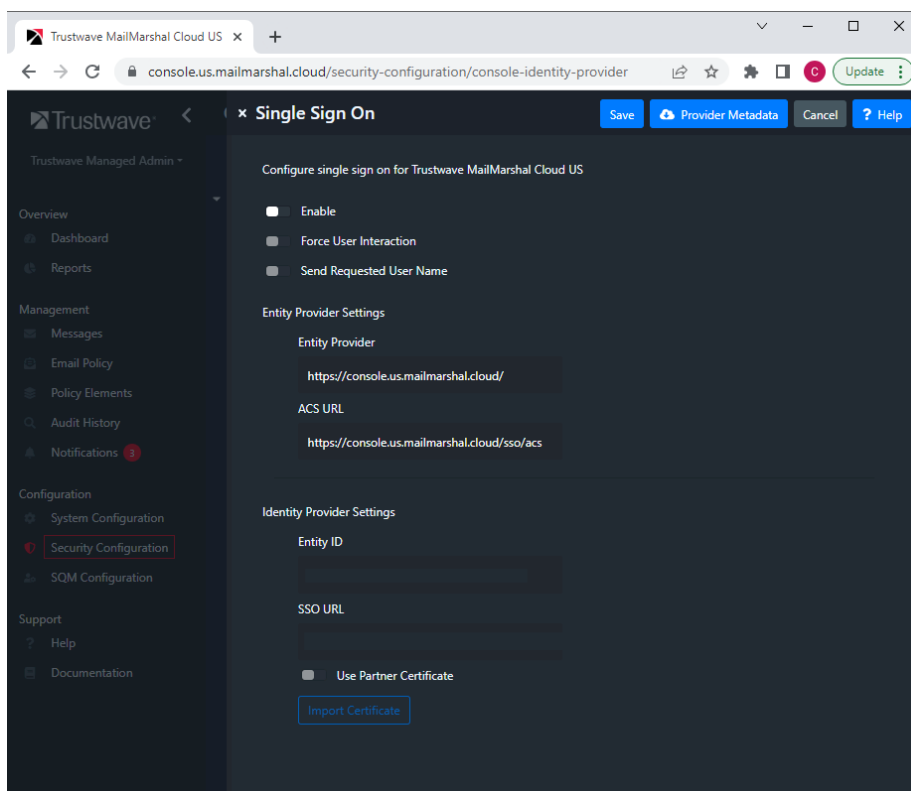 Trustwave MailMarshal Cloud US
console.us.mailmarshal.cloud/security-configuration/console-identity-provider
C
Update
Trustwave
Single Sign On
Save
Provider Metadata
Cancel
? Help
Trustwave Managed Admin
Configure single sign on for Trustwave MailMarshal Cloud US
Overview
Dashboard
Reports
Management
Messages
Email Policy
Policy Elements
Audit History
Notifications 3
Configuration
System Configuration
Security Configuration
SQM Configuration
Support
? Help
Documentation
Enable
Force User Interaction
Send Requested User Name
Entity Provider Settings
Entity Provider
https://console.us.mailmarshal.cloud/
ACS URL
https://console.us.mailmarshal.cloud/sso/acs
Identity Provider Settings
Entity ID
SSO URL
Use Partner Certificate
Import Certificate